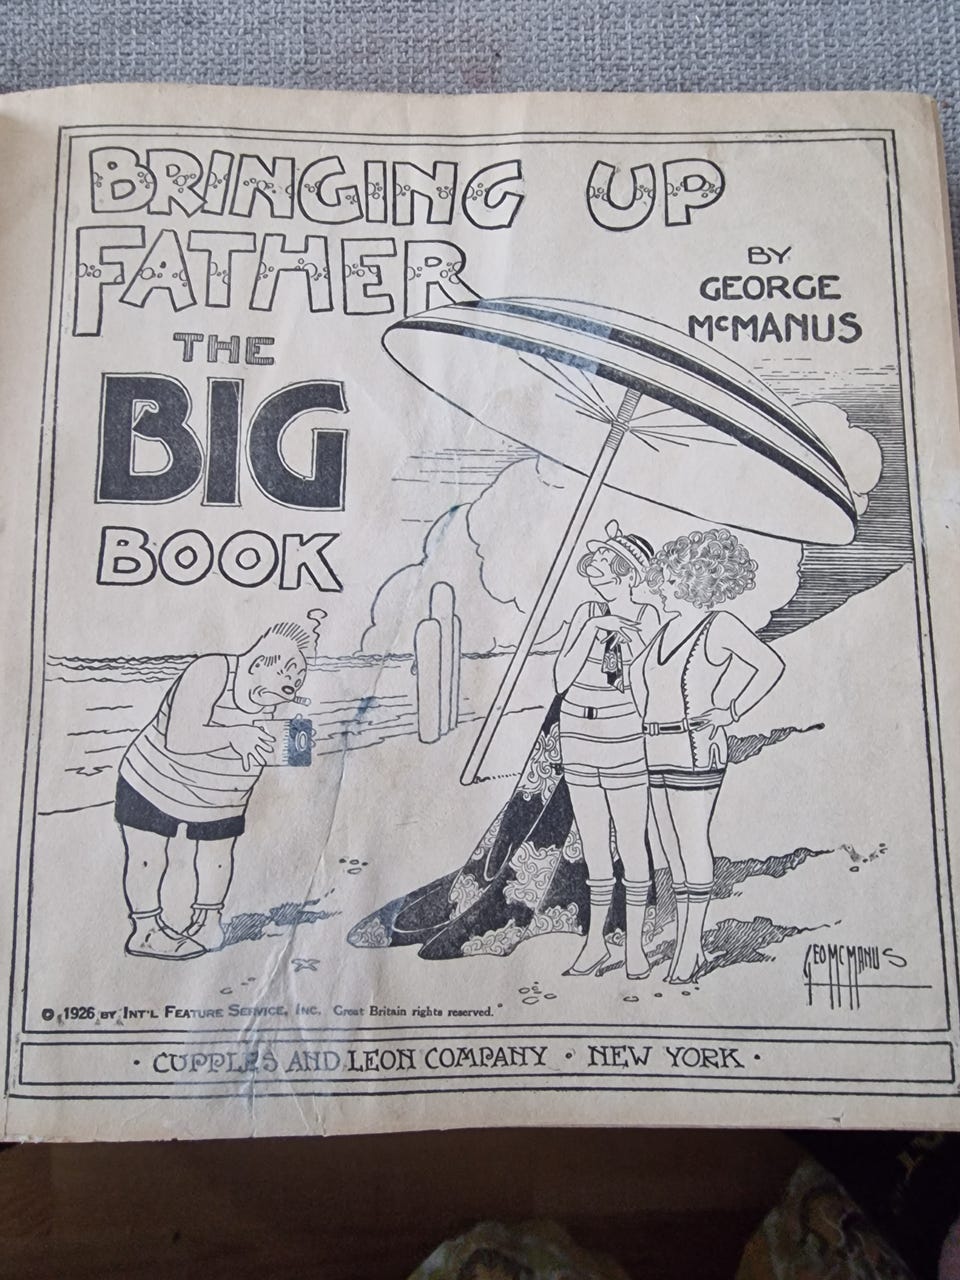 BRINGING UP
FATHER
BY
GEORGE
McMANUS
THE
BIG
BOOK
GEO MCMANUS
©, 1926 BY INT'L FEATURE SERVICE, INC. Great Britain rights reserved.
· CUPPLES AND LEON COMPANY · NEW YORK ·